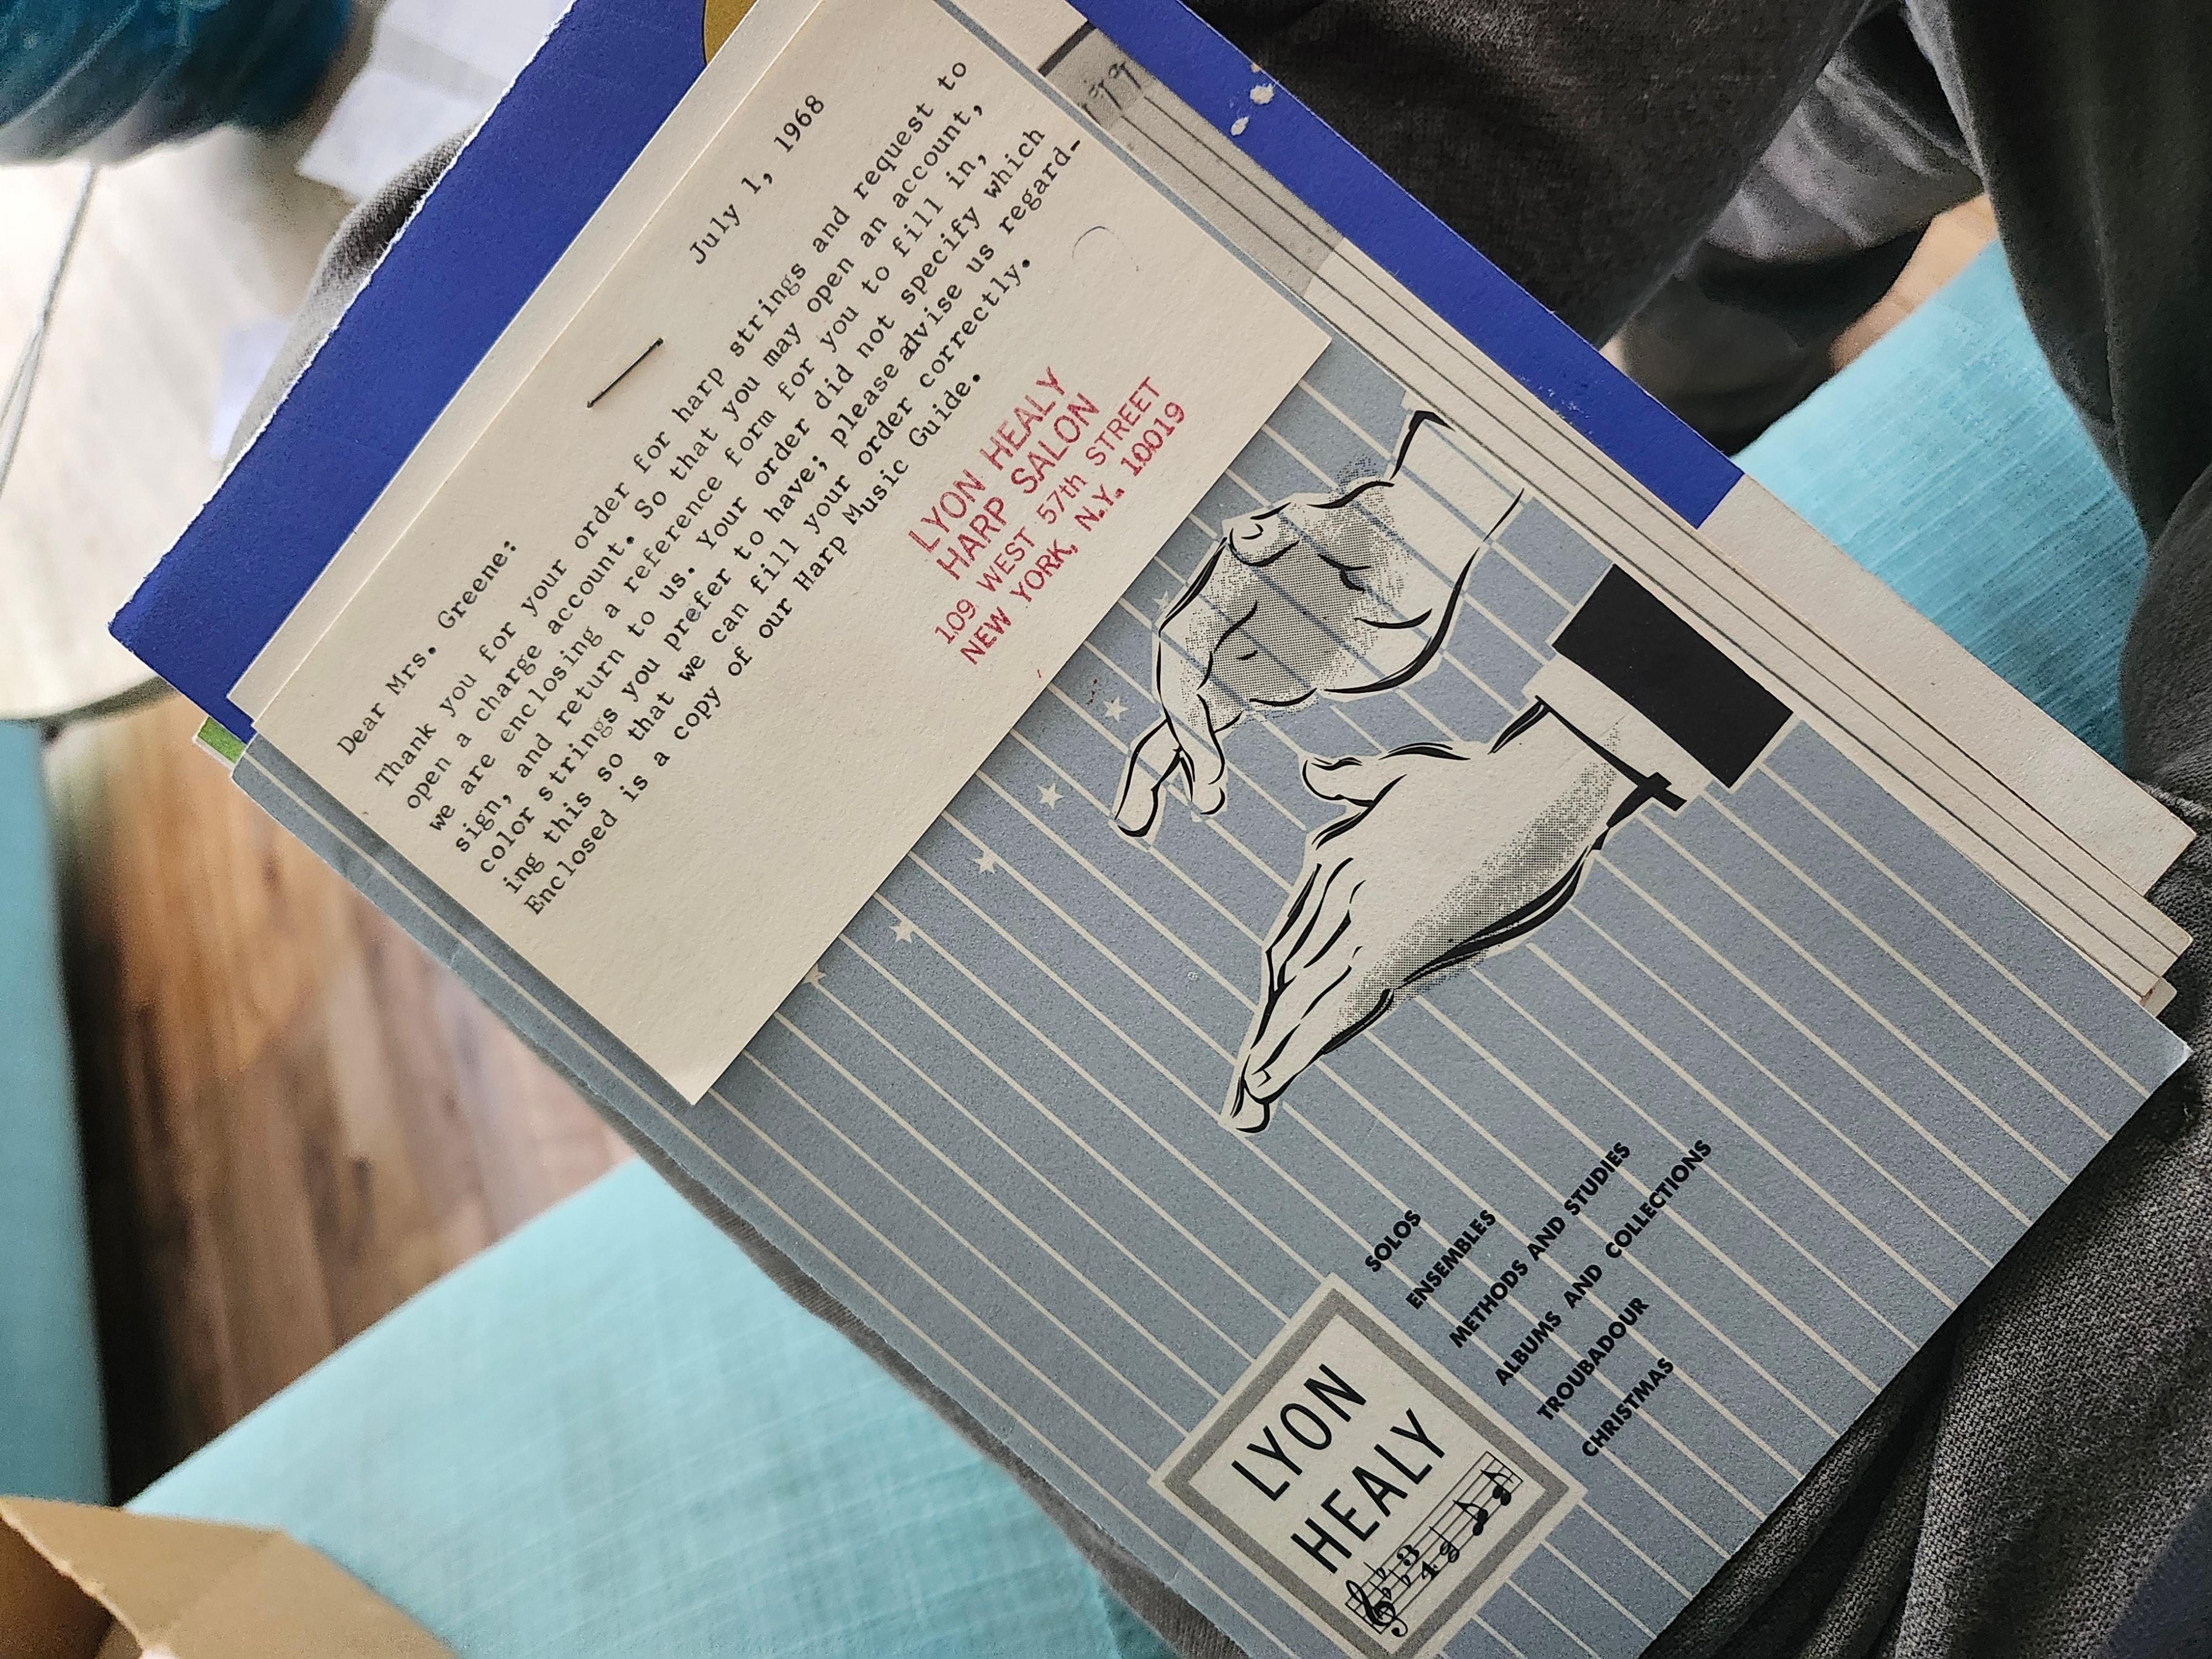 July 1, 1968
Dear Mrs. Greene:
Thank you for your order for harp strings and request to
open a charge account. So that you may open an account,
we are enclosing a reference form for you to fill in,
sign, and return to us. Your order did not specify which
color strings you prefer to have; please advise us regard-
ing this so that we can fill your order correctly.
Enclosed is a copy of our Harp Music Guide.
LYON HEALY
HARP SALON
109 WEST 57th STREET
NEW YORK, N.Y. 10019
SOLOS
ENSEMBLES
METHODS AND STUDIES
ALBUMS AND COLLECTIONS
TROUBADOUR
CHRISTMAS
LYON
HEALY